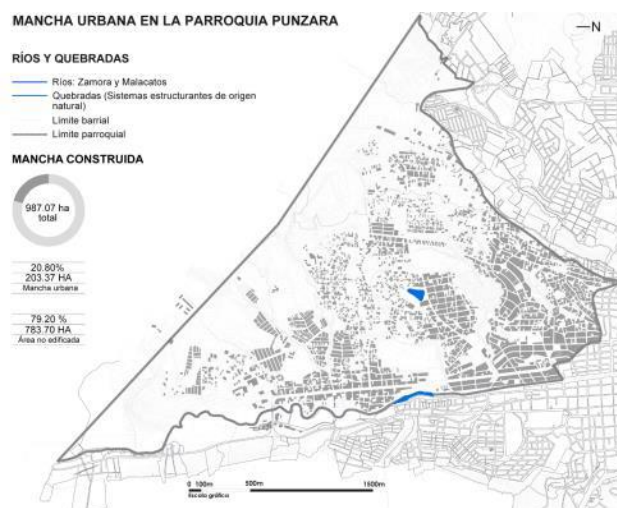 MANCHA URBANA EN LA PARROQUIA PUNZARA
N
RÍOS Y QUEBRADAS
Ríos: Zamora y Malacatos
Quebradas (Sistemas estructurantes de origen
natural)
Límite barrial
Límite parroquial
MANCHA CONSTRUIDA
987.07 ha
total
20.80%
203.37 HA
Mancha urbana
79.20 %
783.70 HA
Área no edificada
0 100m 500m 1500m
Escala gráfica